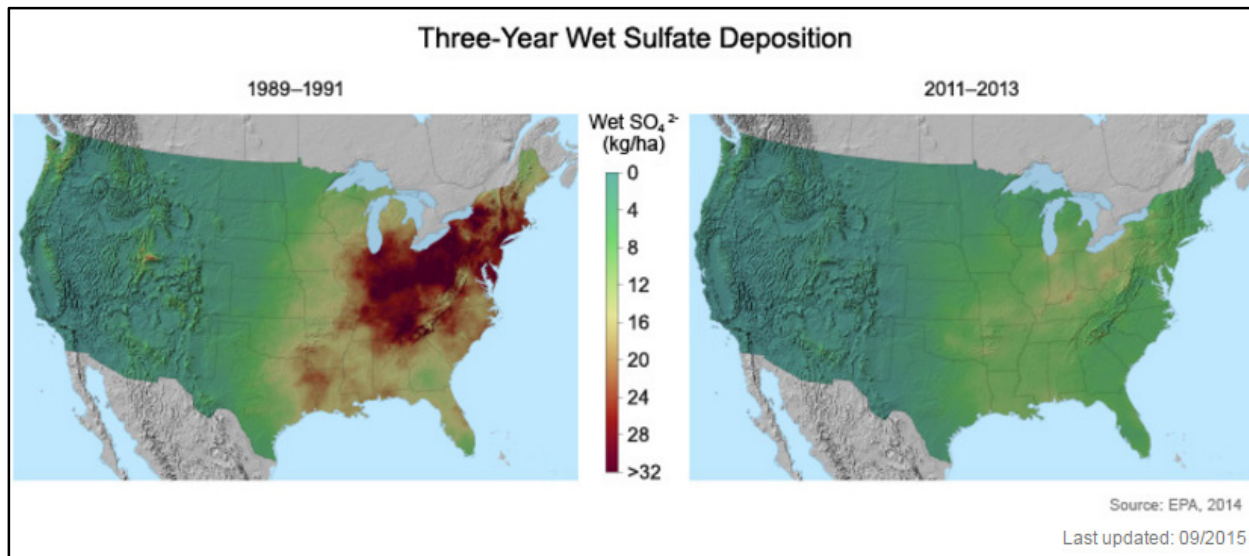 Three-Year Wet Sulfate Deposition
1989–1991
2011–2013
Wet SO₄ ²⁻
(kg/ha)
0
4
8
12
16
20
24
28
>32
Source: EPA, 2014
Last updated: 09/2015